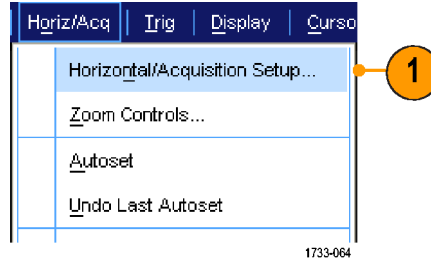 Horiz/Acq Trig Display Curso
Horizontal/Acquisition Setup... 1
Zoom Controls...
Autoset
Undo Last Autoset
1733-064